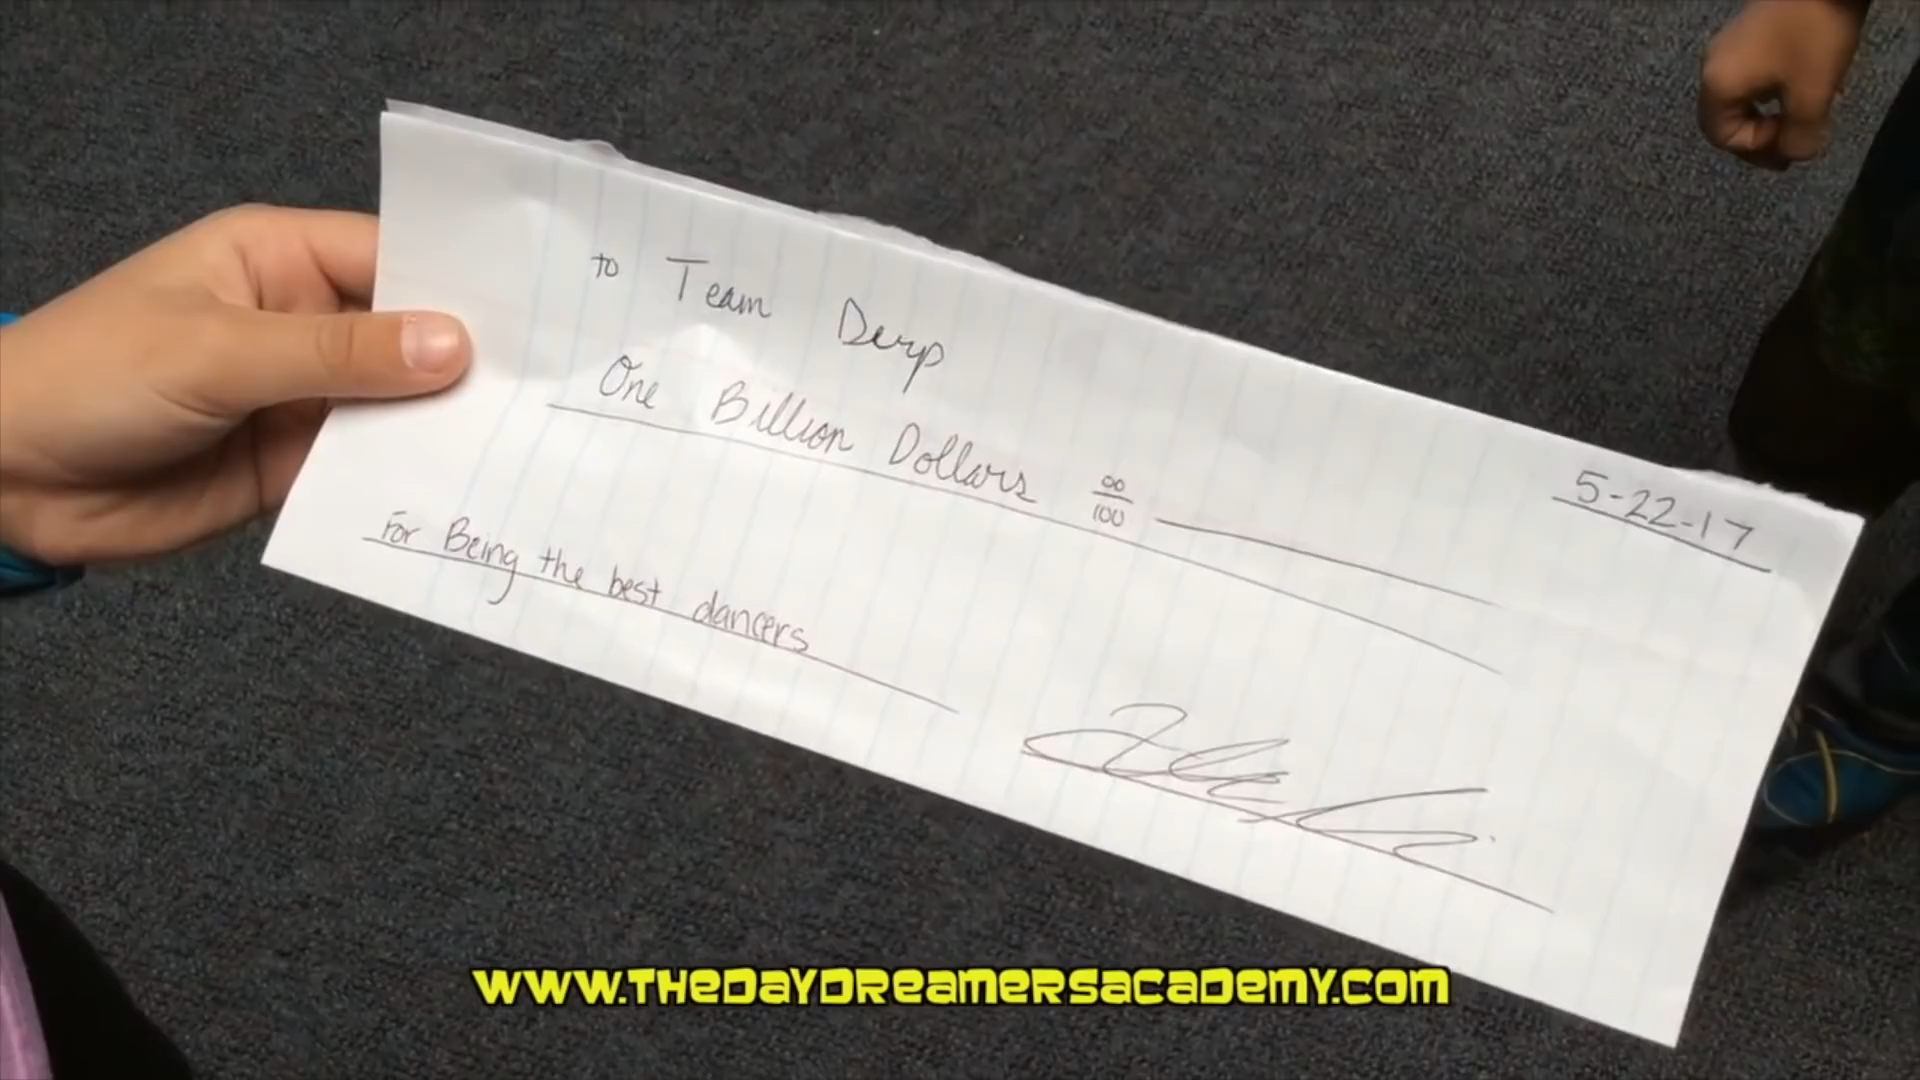 to Team Derp
One Billion Dollars 00/100
5-22-17
For Being the best dancers
www.THEDAYDREAMERSACADEMY.COM